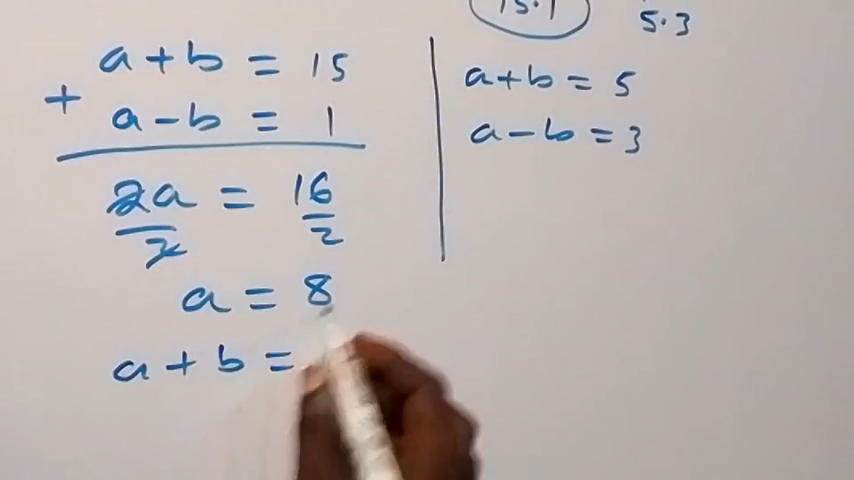 15·1
5·3
a + b = 15
+
a - b = 1
2a = 16
2 2
a = 8
a + b =
a + b = 5
a - b = 3